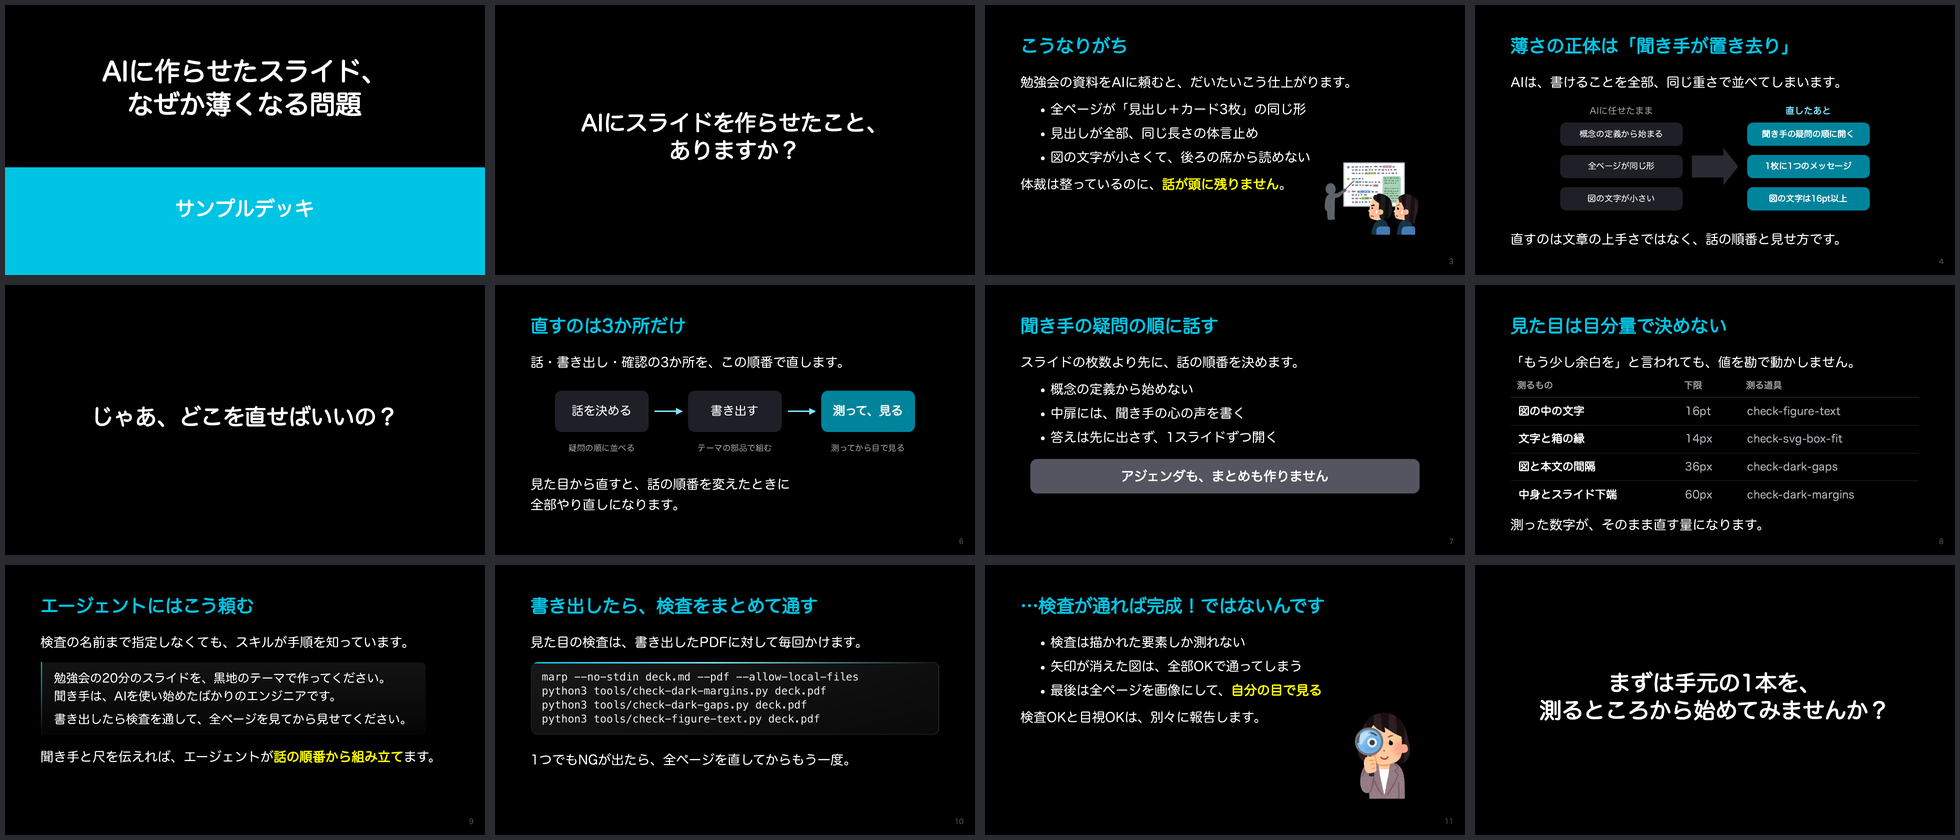 AIに作らせたスライド、
なぜか薄くなる問題
サンプルデッキ
AIにスライドを作らせたこと、
ありますか？
こうなりがち
勉強会の資料をAIに頼むと、だいたいこう仕上がります。
• 全ページが「見出し＋カード3枚」の同じ形
• 見出しが全部、同じ長さの体言止め
• 図の文字が小さくて、後ろの席から読めない
体裁は整っているのに、話が頭に残りません。
3
薄さの正体は「聞き手が置き去り」
AIは、書けることを全部、同じ重さで並べてしまいます。
AIに任せたまま
直したあと
概念の定義から始まる
聞き手の疑問の順に開く
全ページが同じ形
1枚に1つのメッセージ
図の文字が小さい
図の文字は16pt以上
直すのは文章の上手さではなく、話の順番と見せ方です。
4
じゃあ、どこを直せばいいの？
直すのは3か所だけ
話・書き出し・確認の3か所を、この順番で直します。
話を決める
書き出す
測って、見る
疑問の順に並べる
テーマの部品で組む
測ってから目で見る
見た目から直すと、話の順番を変えたときに
全部やり直しになります。
6
聞き手の疑問の順に話す
スライドの枚数より先に、話の順番を決めます。
• 概念の定義から始めない
• 中扉には、聞き手の心の声を書く
• 答えは先に出さず、1スライドずつ開く
アジェンダも、まとめも作りません
7
見た目は目分量で決めない
「もう少し余白を」と言われても、値を勘で動かしません。
測るもの 下限 測る道具
図の中の文字 16pt check-figure-text
文字と箱の縁 14px check-svg-box-fit
図と本文の間隔 36px check-dark-gaps
中身とスライド下端 60px check-dark-margins
測った数字が、そのまま直す量になります。
8
エージェントにはこう頼む
検査の名前まで指定しなくても、スキルが手順を知っています。
勉強会の20分のスライドを、黒地のテーマで作ってください。
聞き手は、AIを使い始めたばかりのエンジニアです。
書き出したら検査を通して、全ページを見てから見せてください。
聞き手と尺を伝えれば、エージェントが話の順番から組み立てます。
9
書き出したら、検査をまとめて通す
見た目の検査は、書き出したPDFに対して毎回かけます。
marp --no-stdin deck.md --pdf --allow-local-files
python3 tools/check-dark-margins.py deck.pdf
python3 tools/check-dark-gaps.py deck.pdf
python3 tools/check-figure-text.py deck.pdf
1つでもNGが出たら、全ページを直してからもう一度。
10
…検査が通れば完成！ではないんです
• 検査は描かれた要素しか測れない
• 矢印が消えた図は、全部OKで通ってしまう
• 最後は全ページを画像にして、自分の目で見る
検査OKと目視OKは、別々に報告します。
11
まずは手元の1本を、
測るところから始めてみませんか？